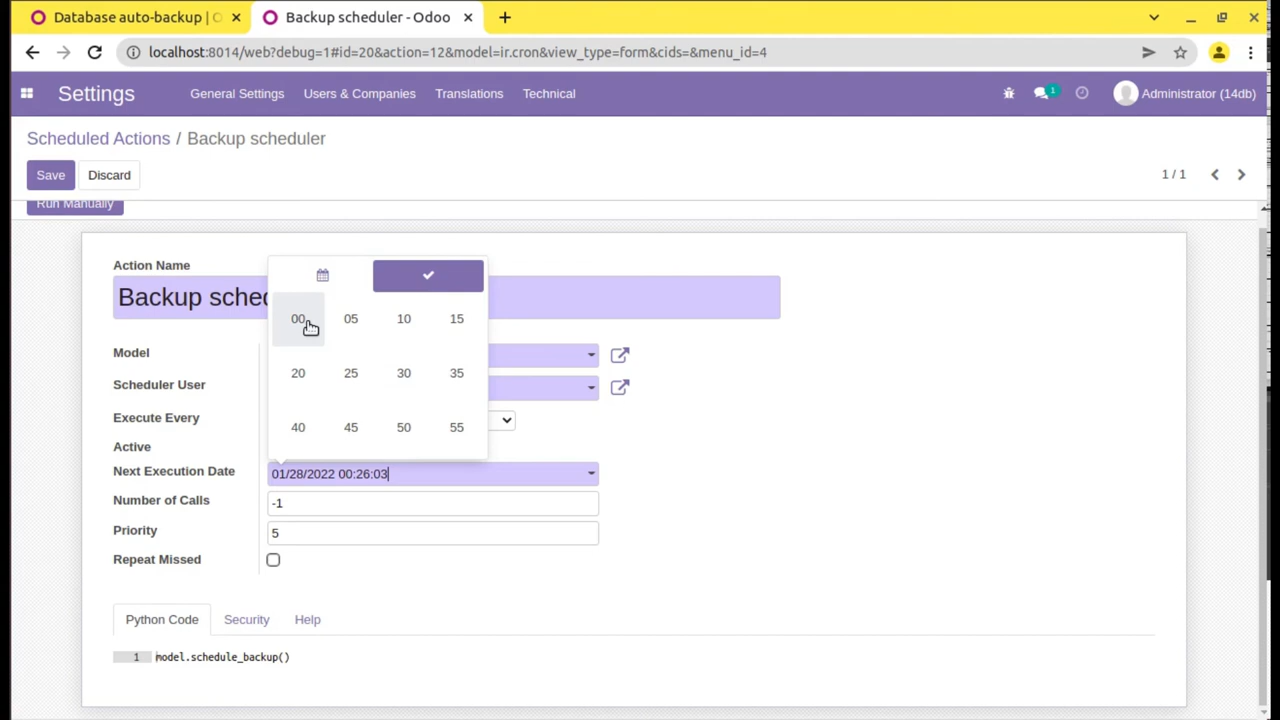 Database auto-backup | O
Backup scheduler - Odoo
localhost:8014/web?debug=1#id=20&action=12&model=ir.cron&view_type=form&cids=&menu_id=4
Settings General Settings Users & Companies Translations Technical 1 Administrator (14db)
Scheduled Actions / Backup scheduler
Save Discard 1 / 1
Run Manually
Action Name
Backup sched
00 05 10 15
Model
Scheduler User
20 25 30 35
Execute Every
40 45 50 55
Active
Next Execution Date 01/28/2022 00:26:03
Number of Calls -1
Priority 5
Repeat Missed
Python Code Security Help
1 model.schedule_backup()